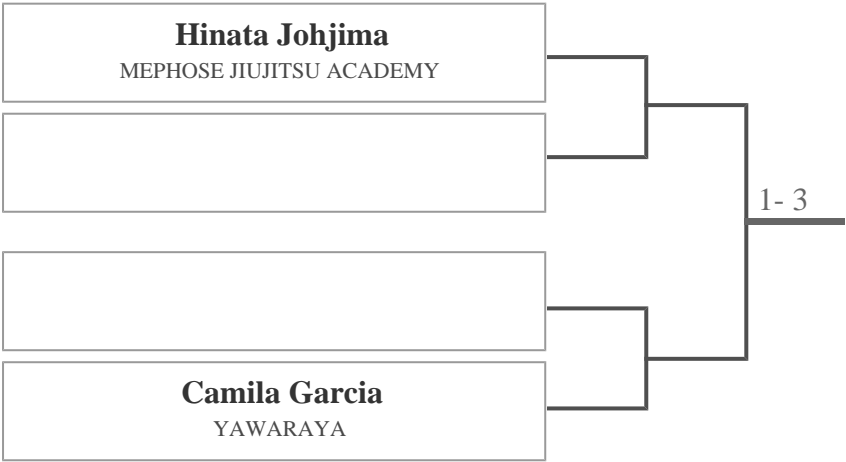 Hinata Johjima
MEPHOSE JIUJITSU ACADEMY
1- 3
Camila Garcia
YAWARAYA